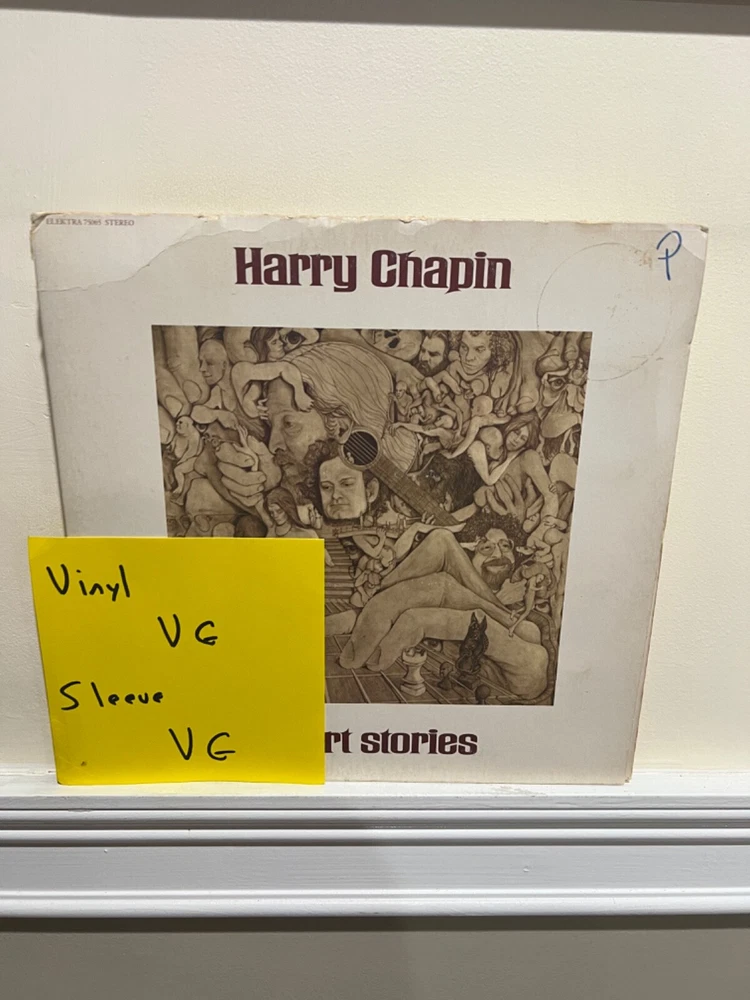 ELEKTRA 75065 STEREO
Harry Chapin
P
Vinyl
VG
Sleeve
VG
rt stories